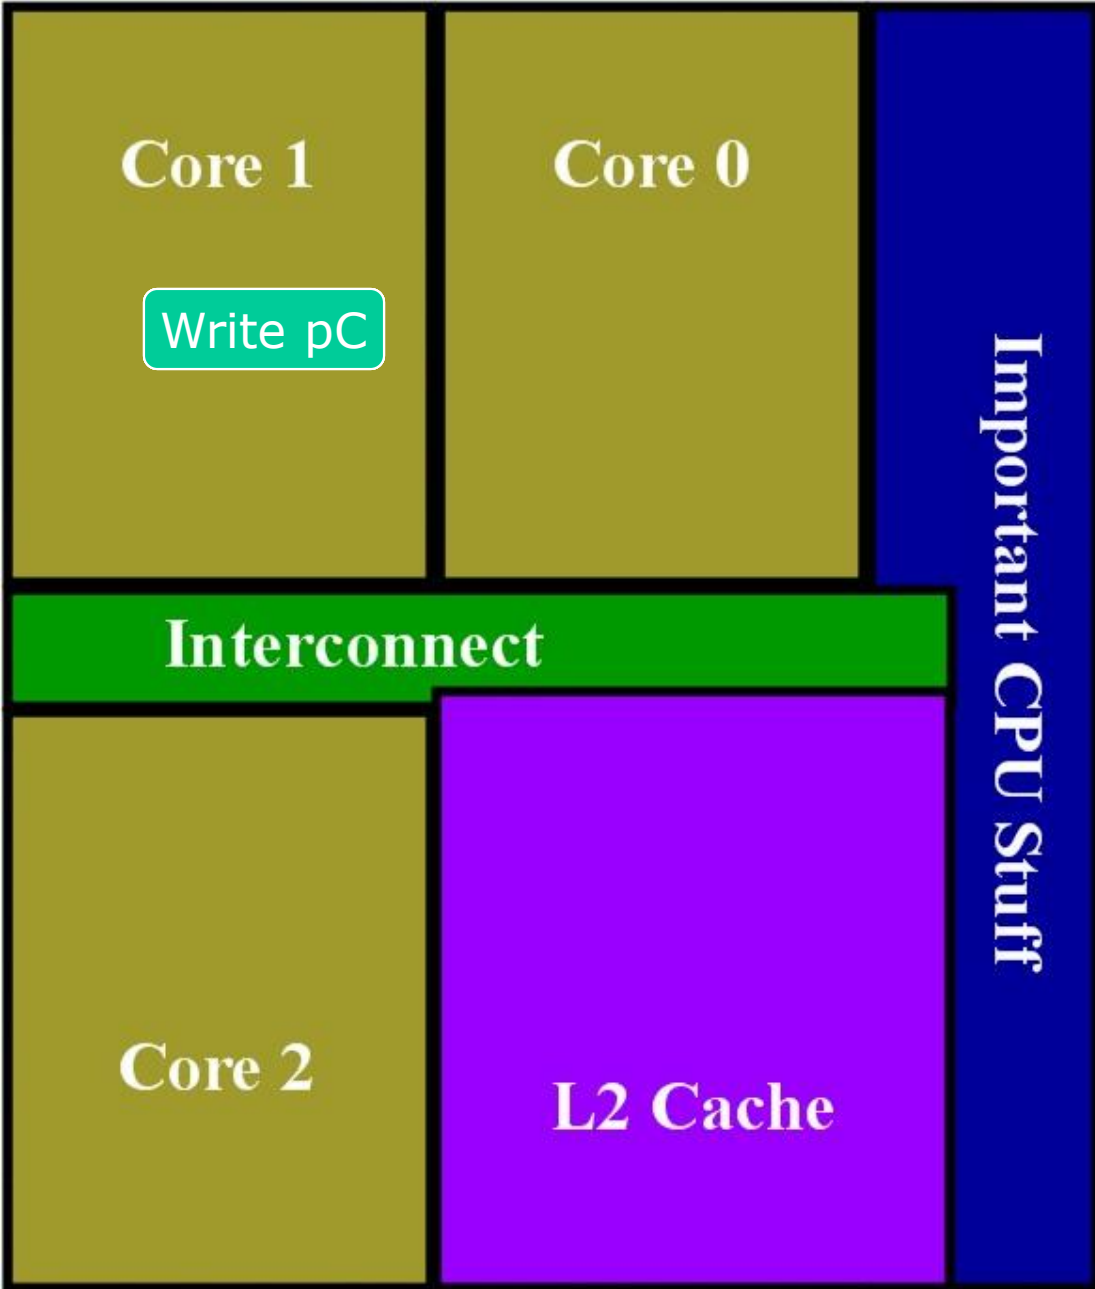 Core 1
Core 0
Write pC
Important CPU Stuff
Interconnect
Core 2
L2 Cache